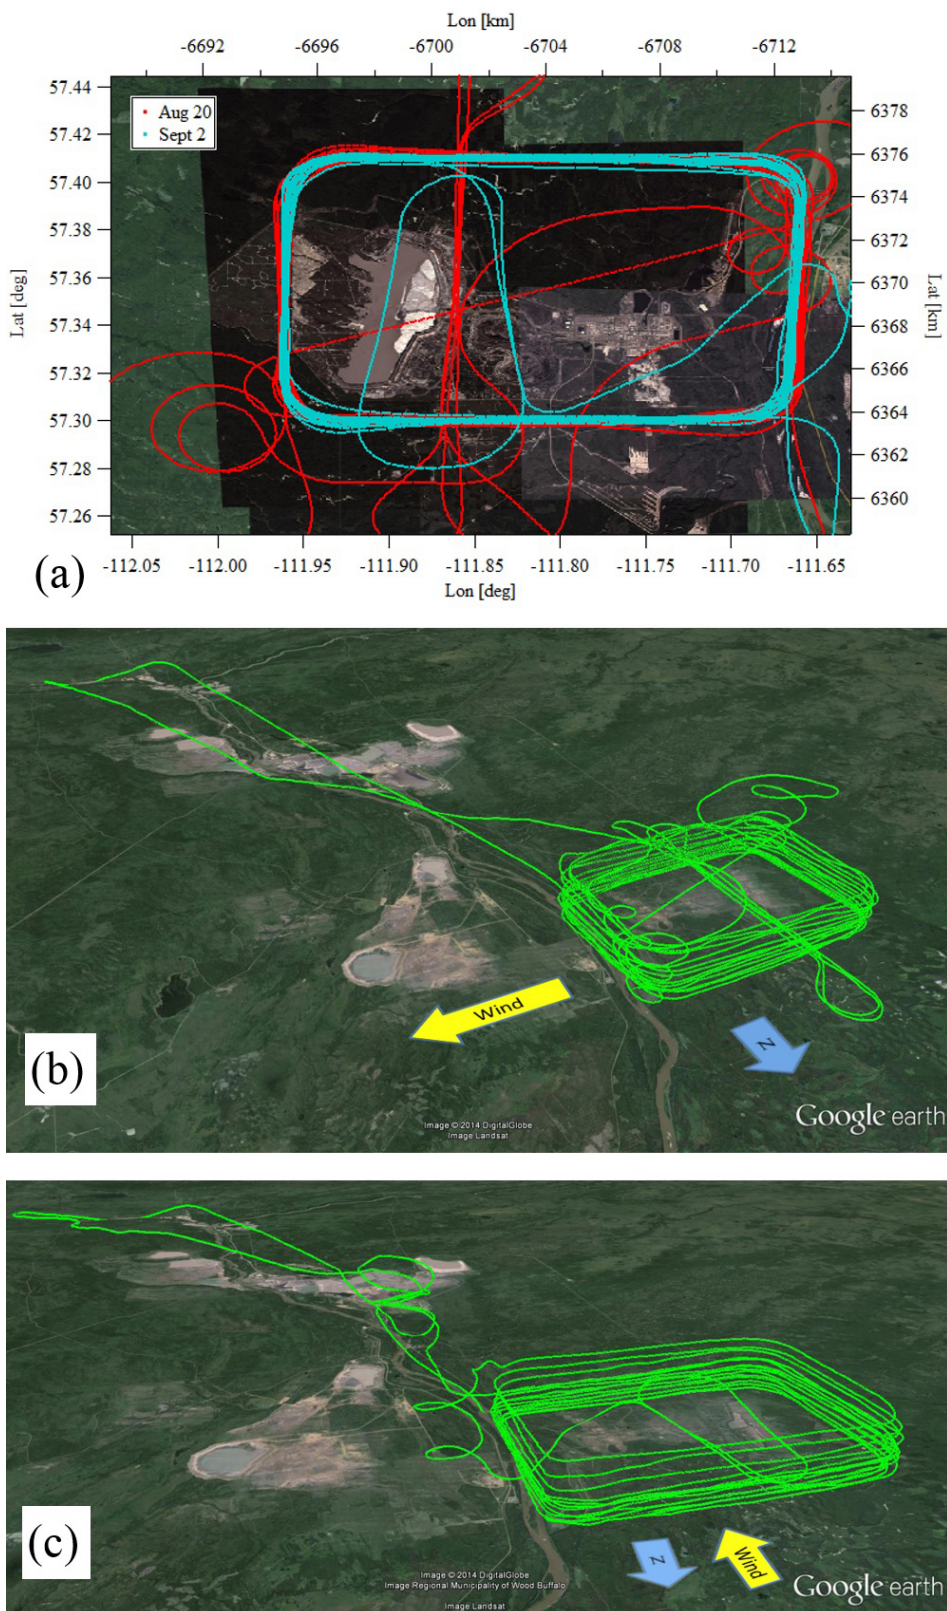 Lon [km]
-6692 -6696 -6700 -6704 -6708 -6712
57.44
57.42
57.40
57.38
57.36
57.34
57.32
57.30
57.28
57.26
Lat [deg]
Aug 20
Sept 2
6378
6376
6374
6372
6370
6368
6366
6364
6362
6360
Lat [km]
(a)
-112.05 -112.00 -111.95 -111.90 -111.85 -111.80 -111.75 -111.70 -111.65
Lon [deg]
Wind
N
(b)
Google earth
Image © 2014 DigitalGlobe
Image Landsat
N
Wind
(c)
Google earth
Image © 2014 DigitalGlobe
Image Regional Municipality of Wood Buffalo
Image Landsat